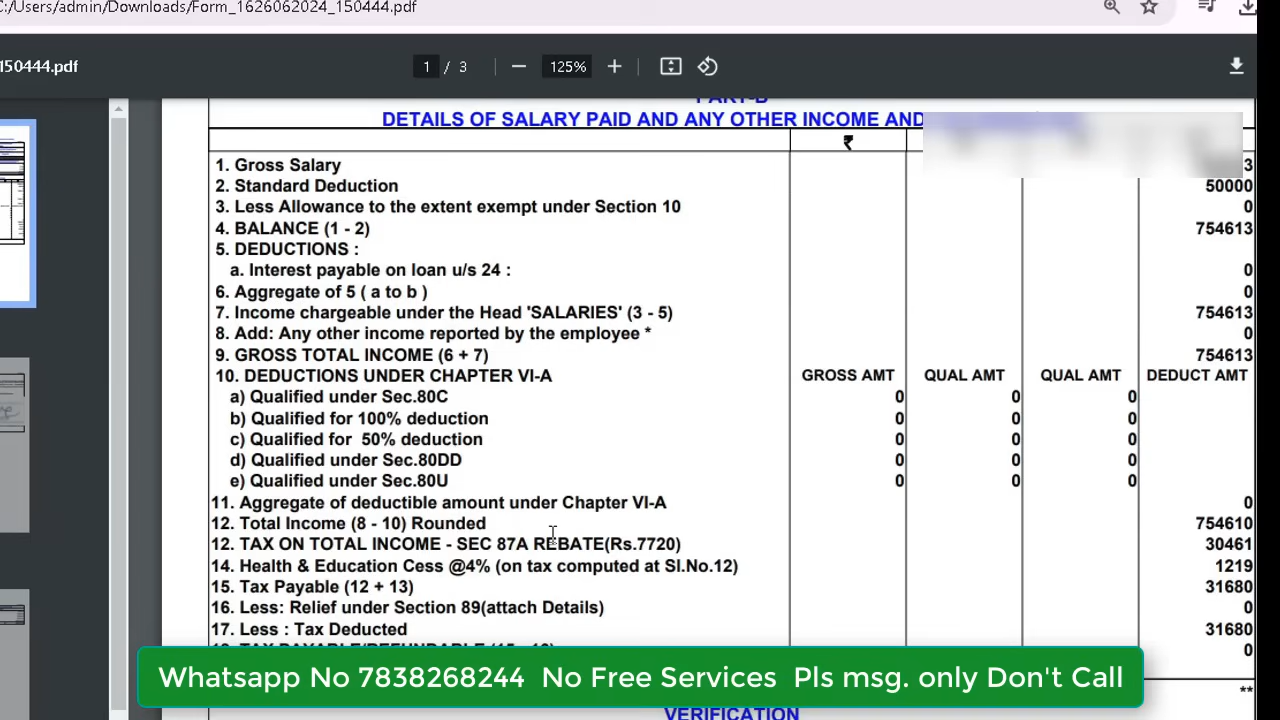 C:/Users/admin/Downloads/Form_1626062024_150444.pdf
150444.pdf
1 / 3
125%
PART-B
DETAILS OF SALARY PAID AND ANY OTHER INCOME AND
₹
1. Gross Salary 3
2. Standard Deduction 50000
3. Less Allowance to the extent exempt under Section 10 0
4. BALANCE (1 - 2) 754613
5. DEDUCTIONS :
a. Interest payable on loan u/s 24 : 0
6. Aggregate of 5 ( a to b ) 0
7. Income chargeable under the Head 'SALARIES' (3 - 5) 754613
8. Add: Any other income reported by the employee * 0
9. GROSS TOTAL INCOME (6 + 7) 754613
10. DEDUCTIONS UNDER CHAPTER VI-A GROSS AMT QUAL AMT QUAL AMT DEDUCT AMT
a) Qualified under Sec.80C 0 0 0
b) Qualified for 100% deduction 0 0 0
c) Qualified for 50% deduction 0 0 0
d) Qualified under Sec.80DD 0 0 0
e) Qualified under Sec.80U 0 0 0
11. Aggregate of deductible amount under Chapter VI-A 0
12. Total Income (8 - 10) Rounded 754610
12. TAX ON TOTAL INCOME - SEC 87A REBATE(Rs.7720) 30461
14. Health & Education Cess @4% (on tax computed at Sl.No.12) 1219
15. Tax Payable (12 + 13) 31680
16. Less: Relief under Section 89(attach Details) 0
17. Less : Tax Deducted 31680
0
Whatsapp No 7838268244 No Free Services Pls msg. only Don't Call
**
VERIFICATION